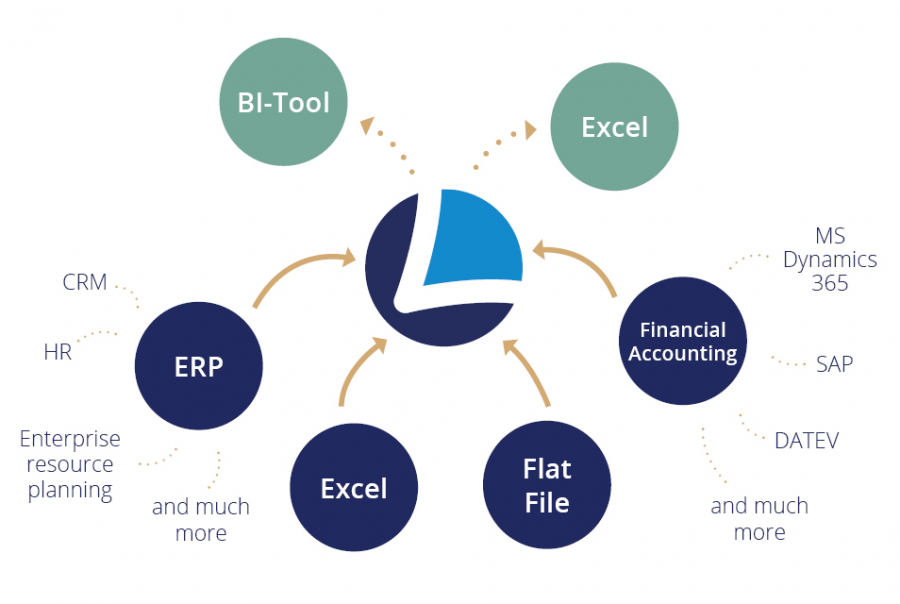 BI-Tool
Excel
MS
Dynamics
365
CRM
HR
ERP
Financial
Accounting
SAP
Enterprise
resource
planning
DATEV
and much
more
Excel
Flat
File
and much
more